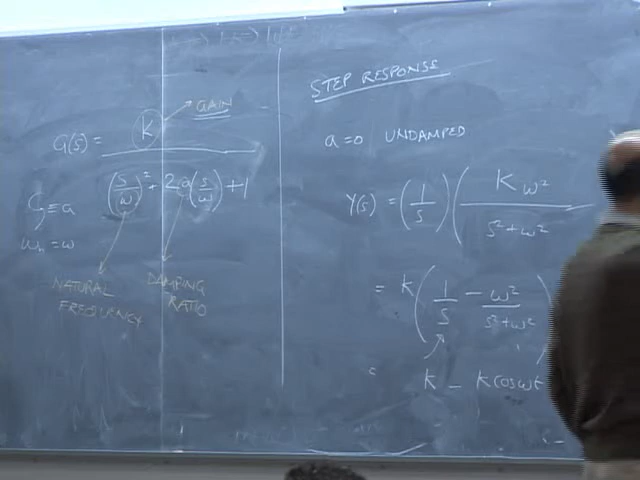 GAIN
G(s) = K
(s/ω)² + 2a(s/ω) + 1
ζ = a
ωₙ = ω
NATURAL FREQUENCY
DAMPING RATIO
STEP RESPONSE
a=0 UNDAMPED
Y(s) = (1/s)(Kω²/s²+ω²)
= K(1/s − ω²/s²+ω²)
K − K cos ωt